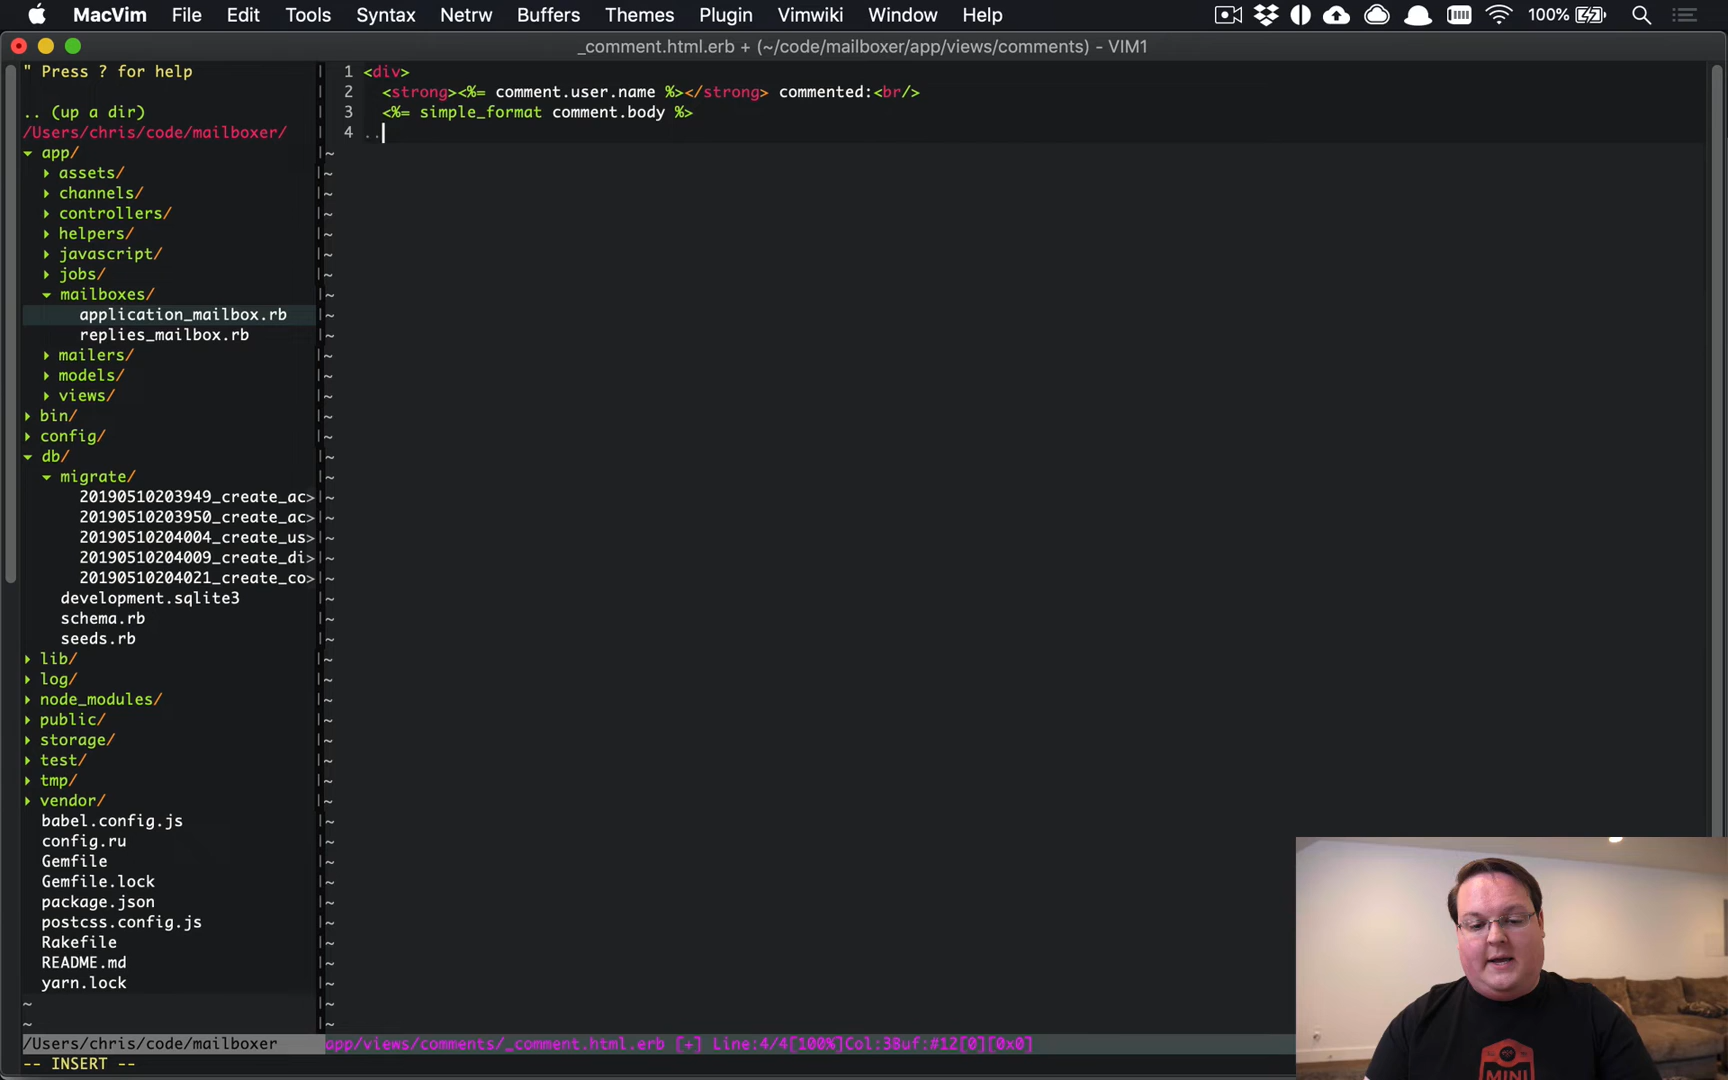 MacVim File Edit Tools Syntax Netrw Buffers Themes Plugin Vimwiki Window Help 100%
_comment.html.erb + (~/code/mailboxer/app/views/comments) - VIM1
" Press ? for help
.. (up a dir)
/Users/chris/code/mailboxer/
app/
assets/
channels/
controllers/
helpers/
javascript/
jobs/
mailboxes/
application_mailbox.rb
replies_mailbox.rb
mailers/
models/
views/
bin/
config/
db/
migrate/
20190510203949_create_ac>
20190510203950_create_ac>
20190510204004_create_us>
20190510204009_create_di>
20190510204021_create_co>
development.sqlite3
schema.rb
seeds.rb
lib/
log/
node_modules/
public/
storage/
test/
tmp/
vendor/
babel.config.js
config.ru
Gemfile
Gemfile.lock
package.json
postcss.config.js
Rakefile
README.md
yarn.lock
~
~
1 <div>
2 <strong><%= comment.user.name %></strong> commented:<br/>
3 <%= simple_format comment.body %>
4 ..
/Users/chris/code/mailboxer
app/views/comments/_comment.html.erb [+] Line:4/4[100%]Col:3Buf:#12[0][0x0]
-- INSERT --
MINI